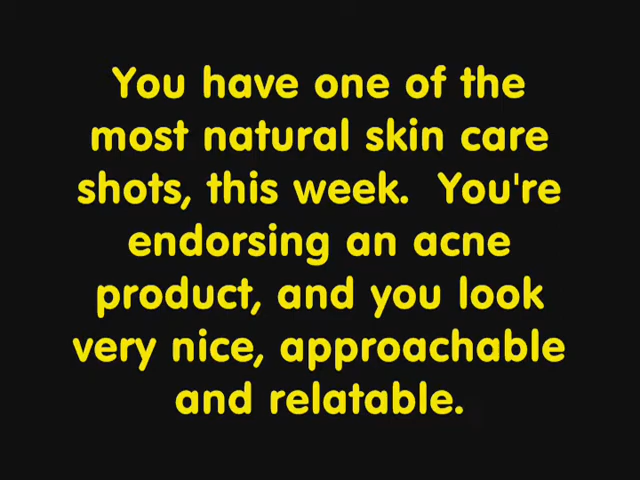 You have one of the
most natural skin care
shots, this week.  You're
endorsing an acne
product, and you look
very nice, approachable
and relatable.